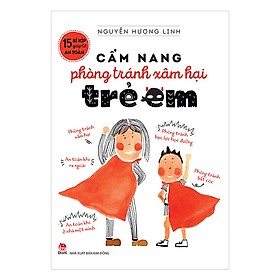 NGUYỄN HƯƠNG LINH
15 BÍ KÍP
giúp trẻ
AN TOÀN
CẨM NANG
phòng tránh xâm hại
trẻ em
Phòng tránh
xâm hại
Phòng tránh
bạo lực học đường
An toàn khi
ra ngoài
Phòng tránh
bắt cóc
An toàn khi
ở nhà một mình
NHÀ XUẤT BẢN KIM ĐỒNG